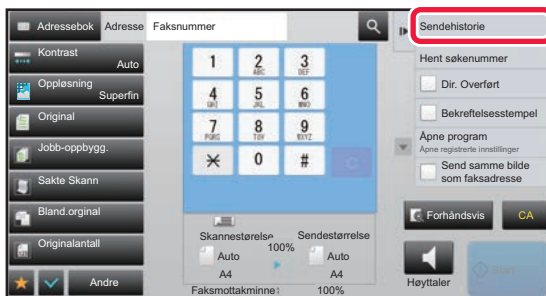 Adressebok
Adresse
Faksnummer
Sendehistorie
Kontrast
Auto
Oppløsning
Superfin
Original
Jobb-oppbygg.
Sakte Skann
Bland.orginal
Originalantall
Andre
1
2 ABC
3 DEF
4 GHI
5 JKL
6 MNO
7 PQRS
8 TUV
9 WXYZ
0
#
C
Skannestørelse
Sendestørrelse
100%
Auto
A4
Auto
A4
Faksmottakminne:
100%
Hent søkenummer
Dir. Overført
Bekreftelsesstempel
Åpne program
Åpne registrerte innstillinger
Send samme bilde
som faksadresse
Forhåndsvis
CA
Høyttaler
Start